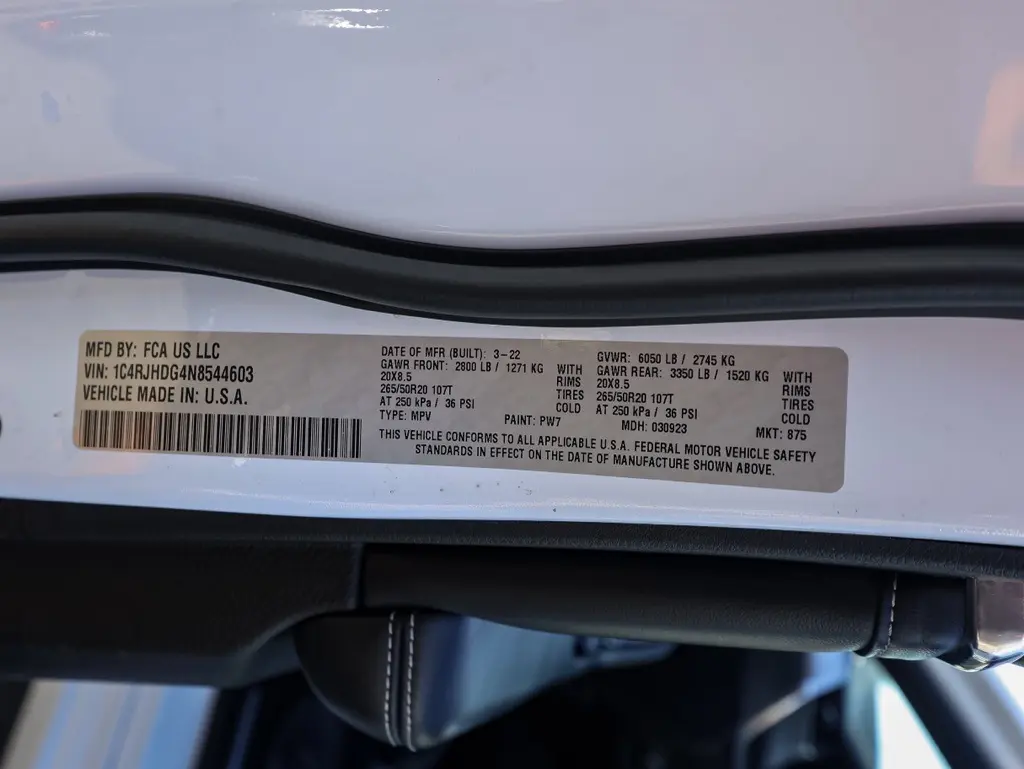 MFD BY: FCA US LLC
VIN: 1C4RJHDG4N8544603
VEHICLE MADE IN: U.S.A.
DATE OF MFR (BUILT): 3-22
GAWR FRONT: 2800 LB / 1271 KG WITH
20X8.5 RIMS
265/50R20 107T TIRES
AT 250 kPa / 36 PSI COLD
TYPE: MPV PAINT: PW7
GVWR: 6050 LB / 2745 KG
GAWR REAR: 3350 LB / 1520 KG WITH
20X8.5 RIMS
265/50R20 107T TIRES
AT 250 kPa / 36 PSI COLD
MDH: 030923 MKT: 875
THIS VEHICLE CONFORMS TO ALL APPLICABLE U.S.A. FEDERAL MOTOR VEHICLE SAFETY
STANDARDS IN EFFECT ON THE DATE OF MANUFACTURE SHOWN ABOVE.